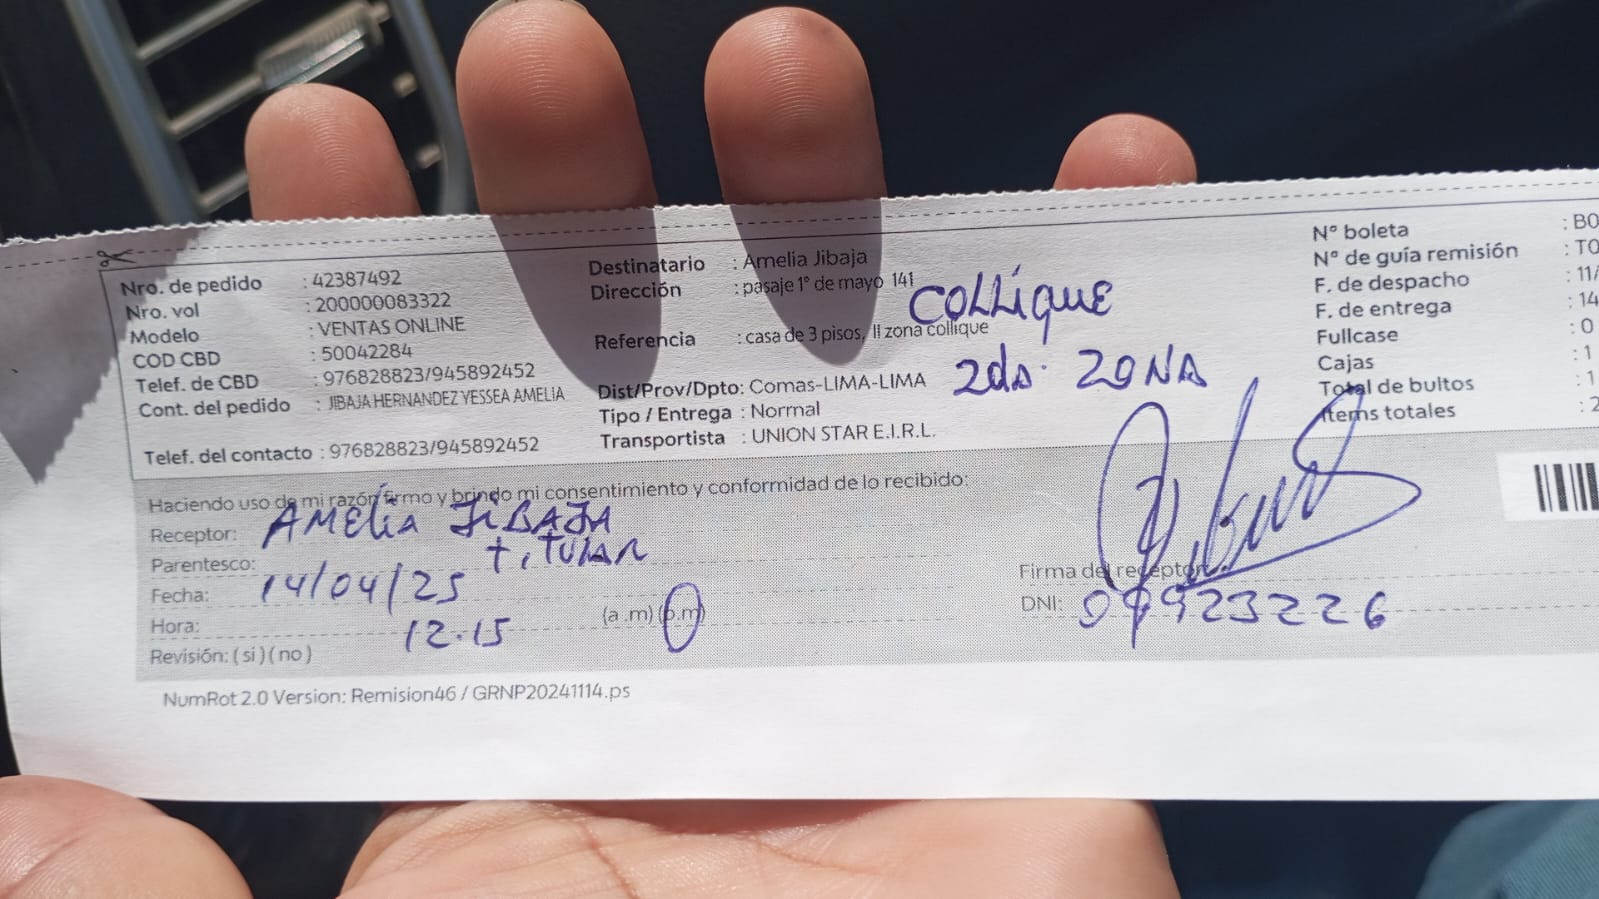 Nro. de pedido : 42387492
Nro. vol : 200000083322
Modelo : VENTAS ONLINE
COD CBD : 50042284
Telef. de CBD : 976828823/945892452
Cont. del pedido : JIBAJA HERNANDEZ YESSEA AMELIA
Telef. del contacto : 976828823/945892452
Destinatario : Amelia Jibaja
Dirección : pasaje 1° de mayo 141
COLLIQUE
Referencia : casa de 3 pisos, II zona collique
2da. ZONA
Dist/Prov/Dpto: Comas-LIMA-LIMA
Tipo / Entrega : Normal
Transportista : UNION STAR E.I.R.L.
N° boleta : BO
N° de guía remisión : TO
F. de despacho : 11/
F. de entrega : 14
Fullcase : 0
Cajas : 1
Total de bultos : 1
Items totales : 2
Haciendo uso de mi razón firmo y brindo mi consentimiento y conformidad de lo recibido:
Receptor: AMELIA JIBAJA
Parentesco: TITULAR
Fecha: 14/04/25
Hora: 12.15 (a.m) (p.m)
Revisión: ( si ) ( no )
Firma del receptor
DNI: 09923226
NumRot 2.0 Version: Remision46 / GRNP20241114.ps